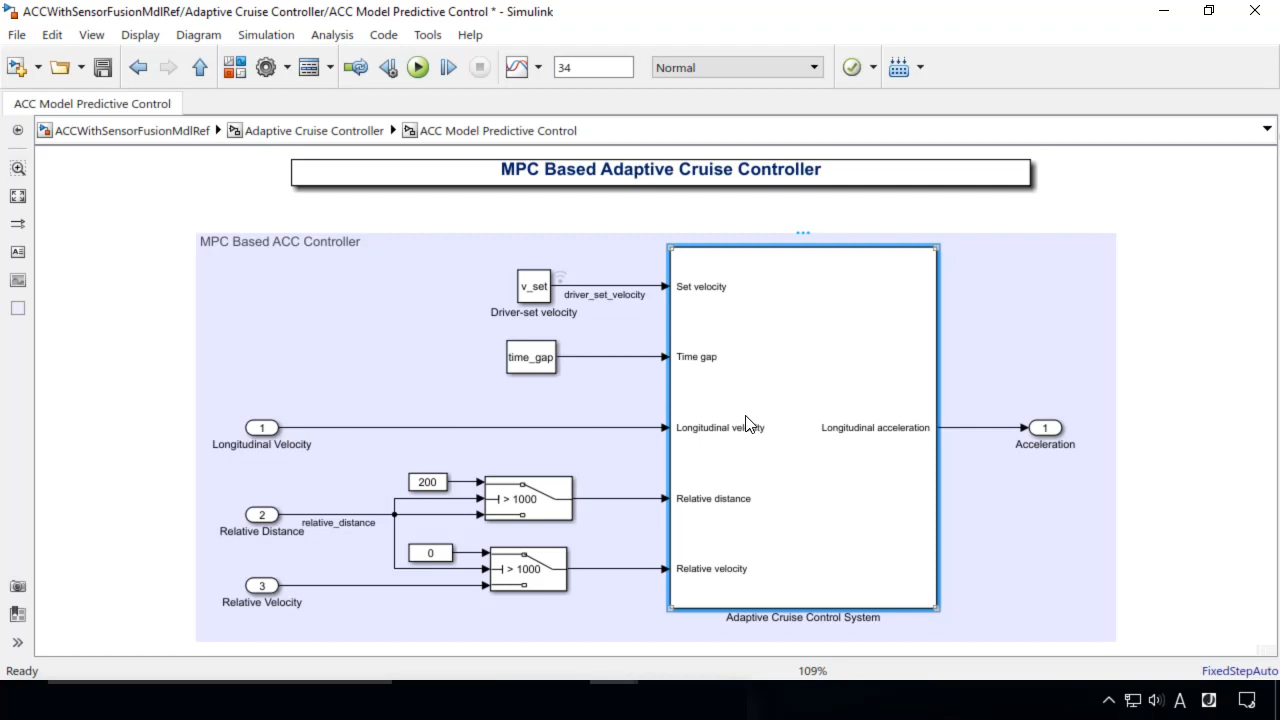 ACCWithSensorFusionMdlRef/Adaptive Cruise Controller/ACC Model Predictive Control * - Simulink
File Edit View Display Diagram Simulation Analysis Code Tools Help
34 Normal
ACC Model Predictive Control
ACCWithSensorFusionMdlRef Adaptive Cruise Controller ACC Model Predictive Control
MPC Based Adaptive Cruise Controller
MPC Based ACC Controller
v_set
driver_set_velocity
Driver-set velocity
Set velocity
time_gap
Time gap
1
Longitudinal Velocity
Longitudinal velocity
Longitudinal acceleration
1
Acceleration
200
> 1000
2
relative_distance
Relative Distance
Relative distance
0
> 1000
3
Relative Velocity
Relative velocity
Adaptive Cruise Control System
Ready 109% FixedStepAuto
A